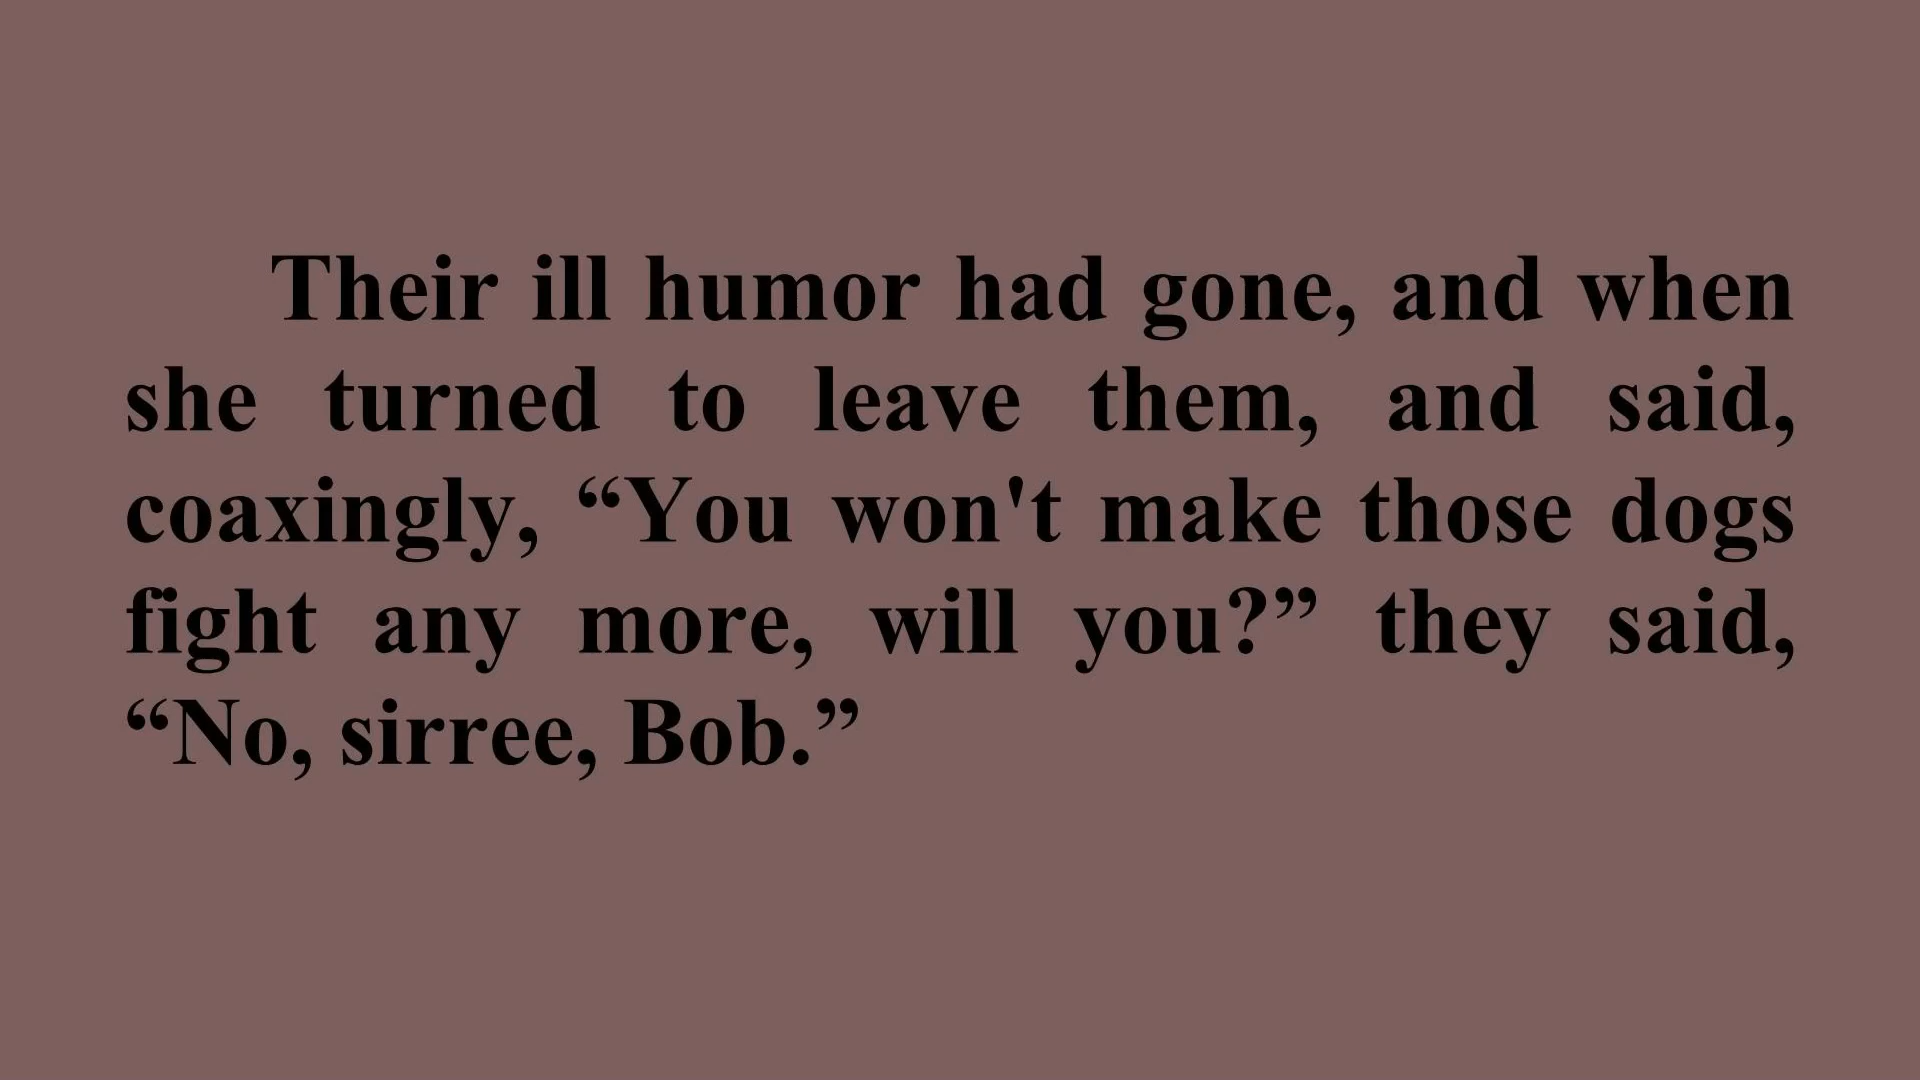 Their ill humor had gone, and when
she turned to leave them, and said,
coaxingly, “You won't make those dogs
fight any more, will you?” they said,
“No, sirree, Bob.”